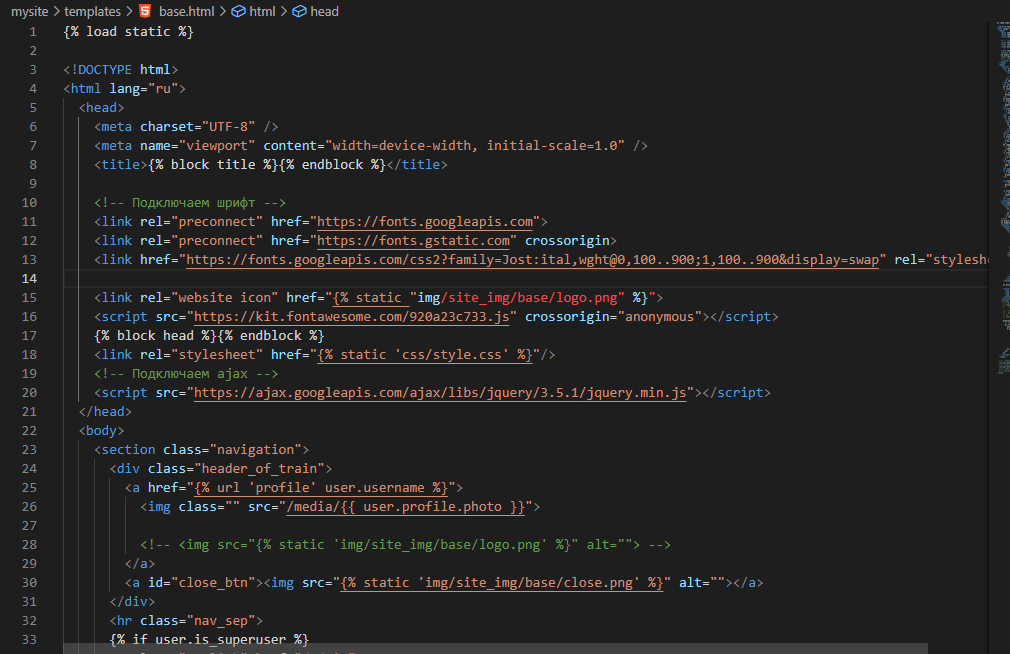 mysite > templates > base.html > html > head
1 {% load static %}
2
3 <!DOCTYPE html>
4 <html lang="ru">
5 <head>
6 <meta charset="UTF-8" />
7 <meta name="viewport" content="width=device-width, initial-scale=1.0" />
8 <title>{% block title %}{% endblock %}</title>
9
10 <!-- Подключаем шрифт -->
11 <link rel="preconnect" href="https://fonts.googleapis.com">
12 <link rel="preconnect" href="https://fonts.gstatic.com" crossorigin>
13 <link href="https://fonts.googleapis.com/css2?family=Jost:ital,wght@0,100..900;1,100..900&display=swap" rel="stylesh
14
15 <link rel="website icon" href="{% static "img/site_img/base/logo.png" %}">
16 <script src="https://kit.fontawesome.com/920a23c733.js" crossorigin="anonymous"></script>
17 {% block head %}{% endblock %}
18 <link rel="stylesheet" href="{% static 'css/style.css' %}"/>
19 <!-- Подключаем ajax -->
20 <script src="https://ajax.googleapis.com/ajax/libs/jquery/3.5.1/jquery.min.js"></script>
21 </head>
22 <body>
23 <section class="navigation">
24 <div class="header_of_train">
25 <a href="{% url 'profile' user.username %}">
26 <img class="" src="/media/{{ user.profile.photo }}">
27
28 <!-- <img src="{% static 'img/site_img/base/logo.png' %}" alt=""> -->
29 </a>
30 <a id="close_btn"><img src="{% static 'img/site_img/base/close.png' %}" alt=""></a>
31 </div>
32 <hr class="nav_sep">
33 {% if user.is_superuser %}